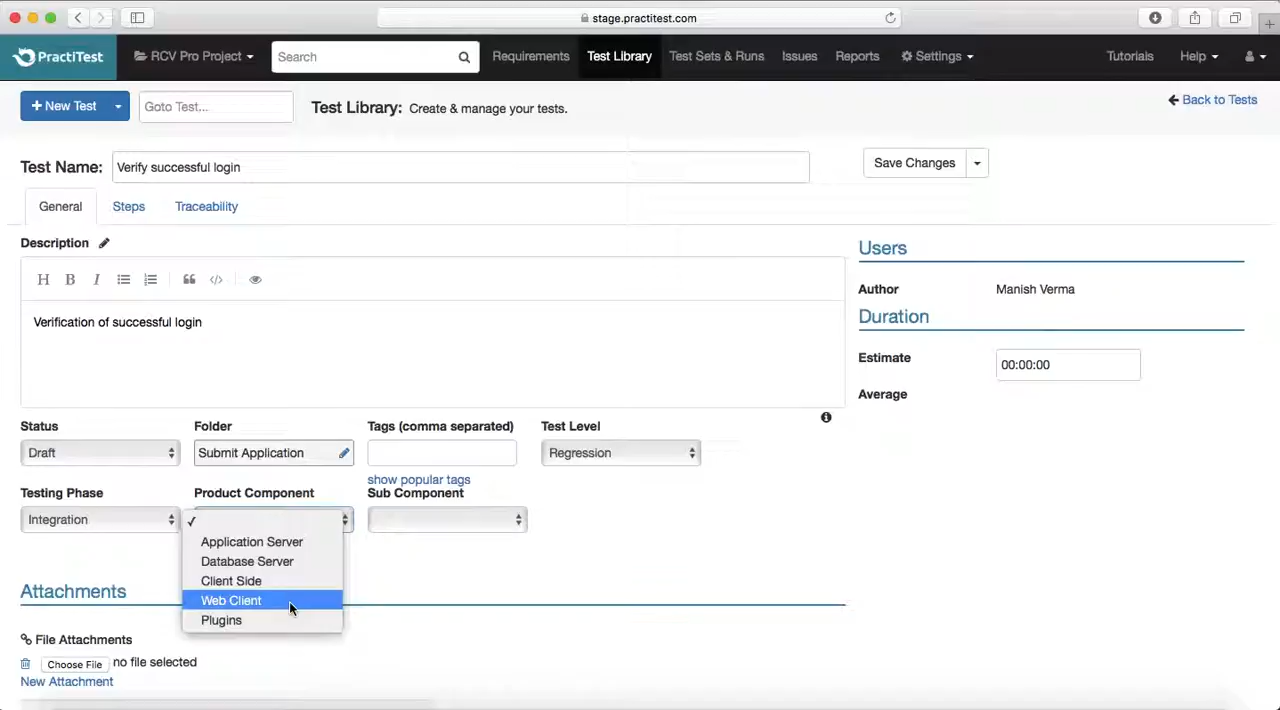 stage.practitest.com
PractiTest
RCV Pro Project
Search
Requirements
Test Library
Test Sets & Runs
Issues
Reports
Settings
Tutorials
Help
+ New Test
Goto Test...
Test Library: Create & manage your tests.
Back to Tests
Test Name:
Verify successful login
Save Changes
General
Steps
Traceability
Description
H B I
Verification of successful login
Users
Author
Manish Verma
Duration
Estimate
00:00:00
Average
Status
Folder
Tags (comma separated)
Test Level
Draft
Submit Application
Regression
show popular tags
Testing Phase
Product Component
Sub Component
Integration
Application Server
Database Server
Client Side
Web Client
Plugins
Attachments
File Attachments
Choose File no file selected
New Attachment